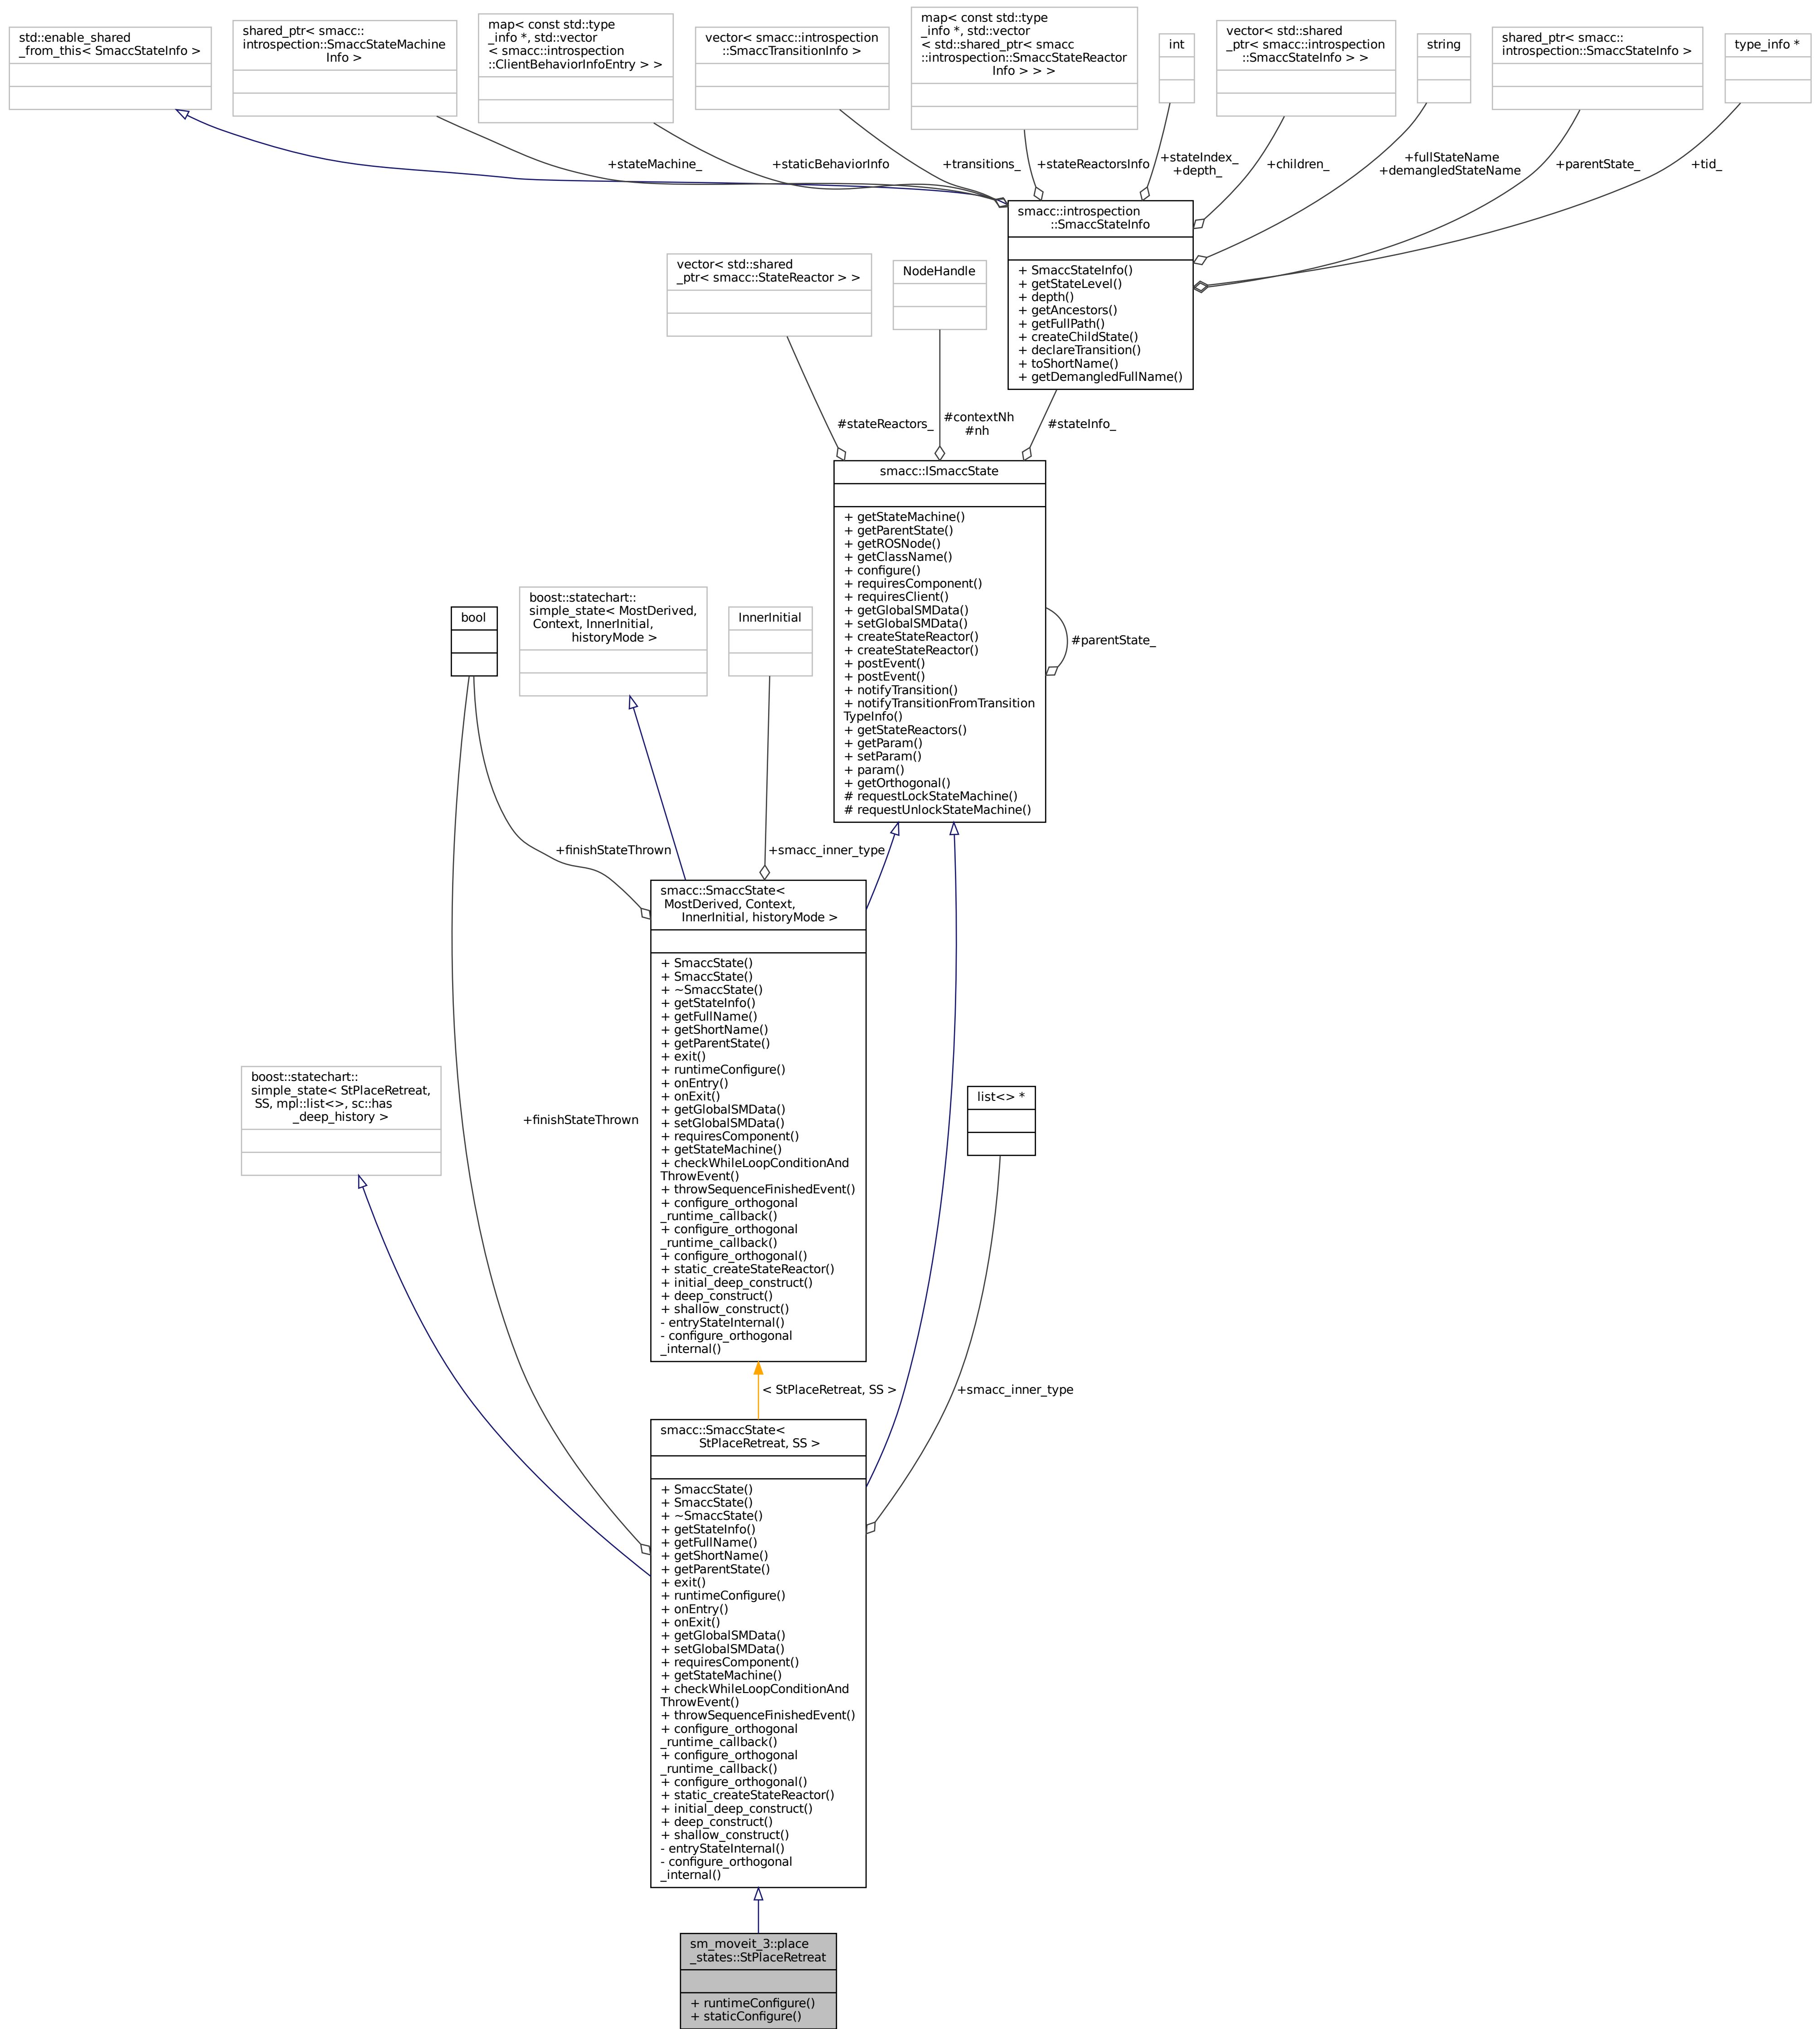 std::enable_shared
_from_this< SmaccStateInfo >
shared_ptr< smacc::
introspection::SmaccStateMachine
Info >
map< const std::type
_info *, std::vector
< smacc::introspection
::ClientBehaviorInfoEntry > >
vector< smacc::introspection
::SmaccTransitionInfo >
map< const std::type
_info *, std::vector
< std::shared_ptr< smacc
::introspection::SmaccStateReactor
Info > > >
int
vector< std::shared
_ptr< smacc::introspection
::SmaccStateInfo > >
string
shared_ptr< smacc::
introspection::SmaccStateInfo >
type_info *
+stateMachine_
+staticBehaviorInfo
+transitions_
+stateReactorsInfo
+stateIndex_
+depth_
+children_
+fullStateName
+demangledStateName
+parentState_
+tid_
smacc::introspection
::SmaccStateInfo
+ SmaccStateInfo()
+ getStateLevel()
+ depth()
+ getAncestors()
+ getFullPath()
+ createChildState()
+ declareTransition()
+ toShortName()
+ getDemangledFullName()
vector< std::shared
_ptr< smacc::StateReactor > >
NodeHandle
#stateReactors_
#contextNh
#nh
#stateInfo_
smacc::ISmaccState
+ getStateMachine()
+ getParentState()
+ getROSNode()
+ getClassName()
+ configure()
+ requiresComponent()
+ requiresClient()
+ getGlobalSMData()
+ setGlobalSMData()
+ createStateReactor()
+ createStateReactor()
+ postEvent()
+ postEvent()
+ notifyTransition()
+ notifyTransitionFromTransition
TypeInfo()
+ getStateReactors()
+ getParam()
+ setParam()
+ param()
+ getOrthogonal()
# requestLockStateMachine()
# requestUnlockStateMachine()
#parentState_
bool
boost::statechart::
simple_state< MostDerived,
Context, InnerInitial,
historyMode >
InnerInitial
+finishStateThrown
+smacc_inner_type
smacc::SmaccState<
MostDerived, Context,
InnerInitial, historyMode >
+ SmaccState()
+ SmaccState()
+ ~SmaccState()
+ getStateInfo()
+ getFullName()
+ getShortName()
+ getParentState()
+ exit()
+ runtimeConfigure()
+ onEntry()
+ onExit()
+ getGlobalSMData()
+ setGlobalSMData()
+ requiresComponent()
+ getStateMachine()
+ checkWhileLoopConditionAnd
ThrowEvent()
+ throwSequenceFinishedEvent()
+ configure_orthogonal
_runtime_callback()
+ configure_orthogonal
_runtime_callback()
+ configure_orthogonal()
+ static_createStateReactor()
+ initial_deep_construct()
+ deep_construct()
+ shallow_construct()
- entryStateInternal()
- configure_orthogonal
_internal()
boost::statechart::
simple_state< StPlaceRetreat,
SS, mpl::list<>, sc::has
_deep_history >
+finishStateThrown
list<> *
< StPlaceRetreat, SS >
+smacc_inner_type
smacc::SmaccState<
StPlaceRetreat, SS >
+ SmaccState()
+ SmaccState()
+ ~SmaccState()
+ getStateInfo()
+ getFullName()
+ getShortName()
+ getParentState()
+ exit()
+ runtimeConfigure()
+ onEntry()
+ onExit()
+ getGlobalSMData()
+ setGlobalSMData()
+ requiresComponent()
+ getStateMachine()
+ checkWhileLoopConditionAnd
ThrowEvent()
+ throwSequenceFinishedEvent()
+ configure_orthogonal
_runtime_callback()
+ configure_orthogonal
_runtime_callback()
+ configure_orthogonal()
+ static_createStateReactor()
+ initial_deep_construct()
+ deep_construct()
+ shallow_construct()
- entryStateInternal()
- configure_orthogonal
_internal()
sm_moveit_3::place
_states::StPlaceRetreat
+ runtimeConfigure()
+ staticConfigure()